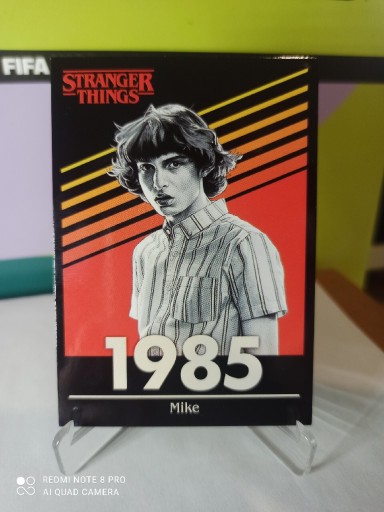 FIFA
STRANGER
THINGS
1985
Mike
REDMI NOTE 8 PRO
AI QUAD CAMERA